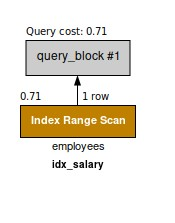 Query cost: 0.71
query_block #1
0.71
1 row
Index Range Scan
employees
idx_salary